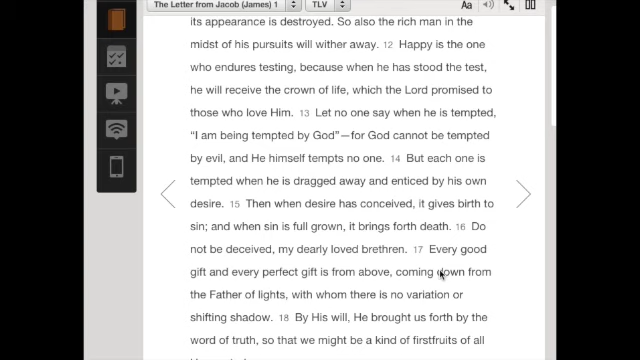 The Letter from Jacob (James) 1 TLV Aa
its appearance is destroyed. So also the rich man in the
midst of his pursuits will wither away. 12 Happy is the one
who endures testing, because when he has stood the test,
he will receive the crown of life, which the Lord promised to
those who love Him. 13 Let no one say when he is tempted,
“I am being tempted by God”—for God cannot be tempted
by evil, and He himself tempts no one. 14 But each one is
tempted when he is dragged away and enticed by his own
desire. 15 Then when desire has conceived, it gives birth to
sin; and when sin is full grown, it brings forth death. 16 Do
not be deceived, my dearly loved brethren. 17 Every good
gift and every perfect gift is from above, coming down from
the Father of lights, with whom there is no variation or
shifting shadow. 18 By His will, He brought us forth by the
word of truth, so that we might be a kind of firstfruits of all